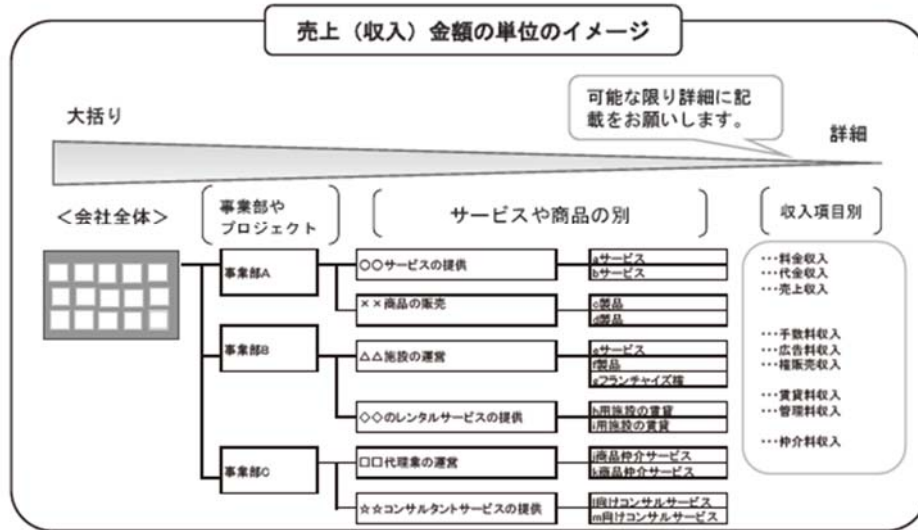 売上（収入）金額の単位のイメージ
大括り
可能な限り詳細に記
載をお願いします。
詳細
＜会社全体＞
事業部や
プロジェクト
サービスや商品の別
収入項目別
事業部A
○○サービスの提供
aサービス
bサービス
××商品の販売
c製品
d製品
事業部B
△△施設の運営
eサービス
f製品
gフランチャイズ権
◇◇のレンタルサービスの提供
h用施設の賃貸
i用施設の賃貸
事業部C
□□代理業の運営
j商品仲介サービス
k商品仲介サービス
☆☆コンサルタントサービスの提供
l向けコンサルサービス
m向けコンサルサービス
…料金収入
…代金収入
…売上収入
…手数料収入
…広告料収入
…権販売収入
…賃貸料収入
…管理料収入
…仲介料収入